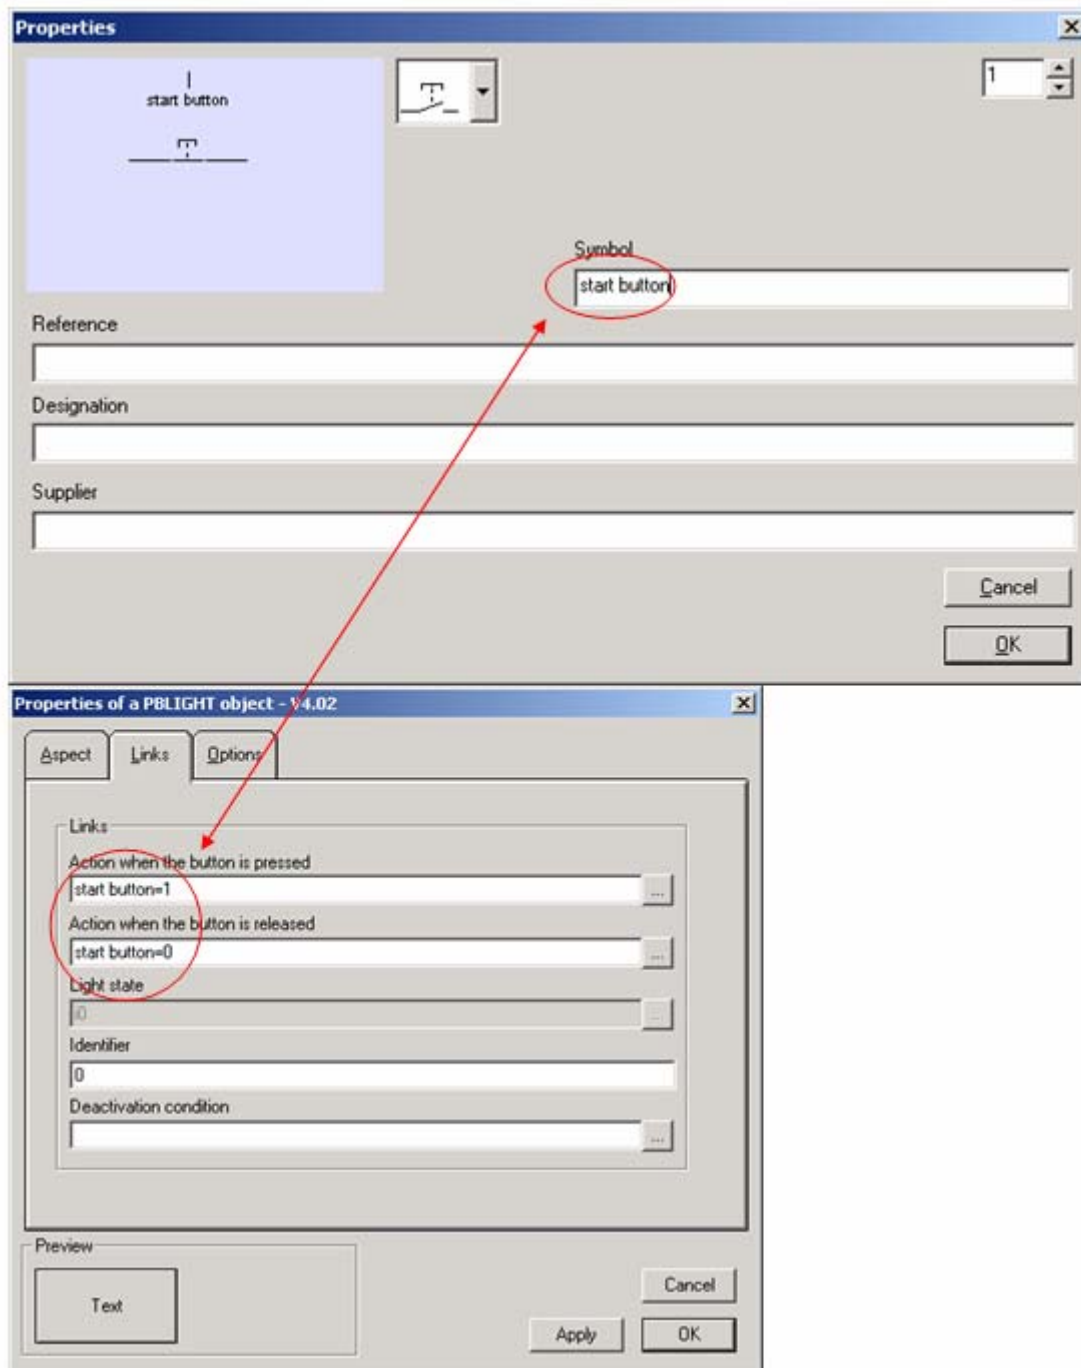 Properties
start button
1
Symbol
start button
Reference
Designation
Supplier
Cancel
OK
Properties of a PBLIGHT object - V4.02
Aspect Links Options
Links
Action when the button is pressed
start button=1
...
Action when the button is released
start button=0
...
Light state
i0
...
Identifier
0
Deactivation condition
...
Preview
Text
Cancel
Apply OK